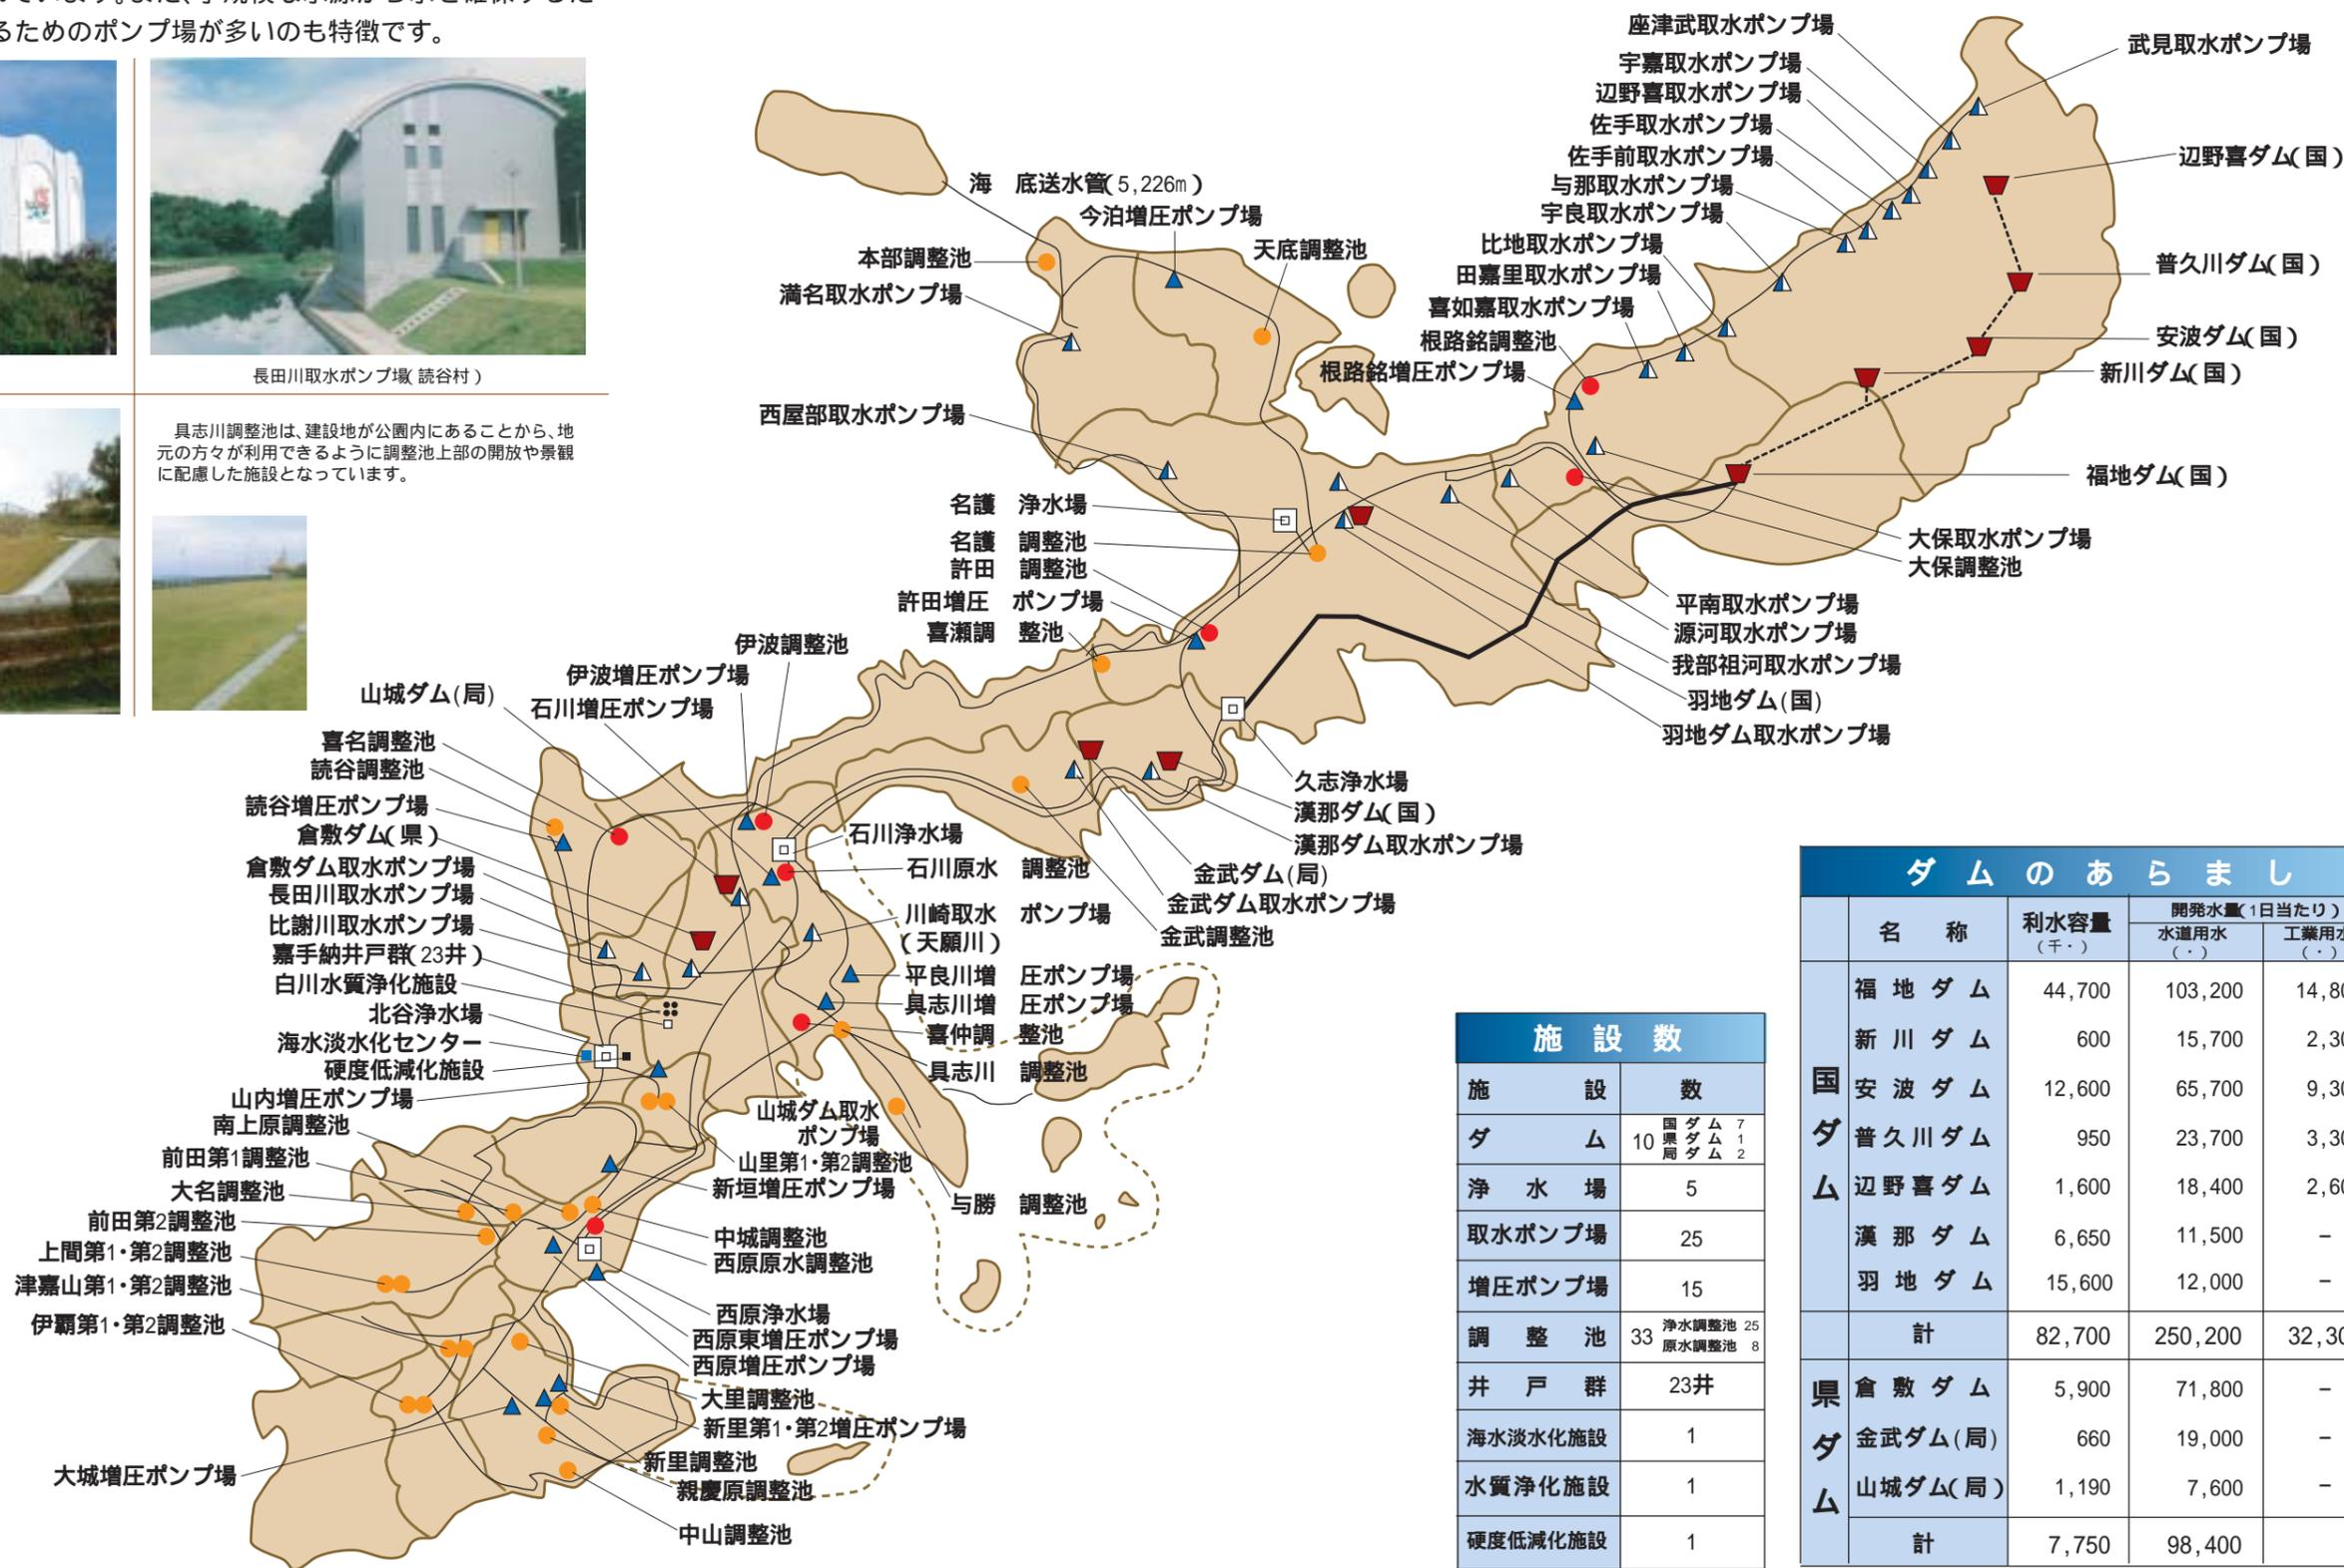 るためのポンプ場が多いのも特徴です。
長田川取水ポンプ場(読谷村)
具志川調整池は、建設地が公園内にあることから、地
元の方々が利用できるように調整池上部の開放や景観
に配慮した施設となっています。
座津武取水ポンプ場
武見取水ポンプ場
宇嘉取水ポンプ場
辺野喜取水ポンプ場
佐手取水ポンプ場
佐手前取水ポンプ場
与那取水ポンプ場
宇良取水ポンプ場
比地取水ポンプ場
田嘉里取水ポンプ場
喜如嘉取水ポンプ場
根路銘調整池
根路銘増圧ポンプ場
辺野喜ダム(国)
普久川ダム(国)
安波ダム(国)
新川ダム(国)
福地ダム(国)
大保取水ポンプ場
大保調整池
平南取水ポンプ場
源河取水ポンプ場
我部祖河取水ポンプ場
羽地ダム(国)
羽地ダム取水ポンプ場
海 底送水管(5,226m)
今泊増圧ポンプ場
天底調整池
本部調整池
満名取水ポンプ場
西屋部取水ポンプ場
名護 浄水場
名護 調整池
許田 調整池
許田増圧 ポンプ場
喜瀬調 整池
久志浄水場
漢那ダム(国)
漢那ダム取水ポンプ場
金武ダム(局)
金武ダム取水ポンプ場
金武調整池
伊波調整池
伊波増圧ポンプ場
石川増圧ポンプ場
山城ダム(局)
喜名調整池
読谷調整池
読谷増圧ポンプ場
倉敷ダム(県)
倉敷ダム取水ポンプ場
長田川取水ポンプ場
比謝川取水ポンプ場
嘉手納井戸群(23井)
白川水質浄化施設
北谷浄水場
海水淡水化センター
硬度低減化施設
山内増圧ポンプ場
南上原調整池
前田第1調整池
大名調整池
前田第2調整池
上間第1・第2調整池
津嘉山第1・第2調整池
伊覇第1・第2調整池
大城増圧ポンプ場
石川浄水場
石川原水 調整池
川崎取水 ポンプ場
(天願川)
平良川増 圧ポンプ場
具志川増 圧ポンプ場
喜仲調 整池
具志川 調整池
山城ダム取水
ポンプ場
山里第1・第2調整池
新垣増圧ポンプ場
与勝 調整池
中城調整池
西原原水調整池
西原浄水場
西原東増圧ポンプ場
西原増圧ポンプ場
大里調整池
新里第1・第2増圧ポンプ場
新里調整池
親慶原調整池
中山調整池
施設数
施設 数
ダム 10 国ダム 7
県ダム 1
局ダム 2
浄水場 5
取水ポンプ場 25
増圧ポンプ場 15
調整池 33 浄水調整池 25
原水調整池 8
井戸群 23井
海水淡水化施設 1
水質浄化施設 1
硬度低減化施設 1
ダムのあらまし
名称 利水容量 開発水量(1日当たり)
(千・) 水道用水 工業用水
(・) (・)
国ダム
福地ダム 44,700 103,200
新川ダム 600 15,700
安波ダム 12,600 65,700
普久川ダム 950 23,700
辺野喜ダム 1,600 18,400
漢那ダム 6,650 11,500 −
羽地ダム 15,600 12,000 −
計 82,700 250,200
県ダム
倉敷ダム 5,900 71,800 −
金武ダム(局) 660 19,000 −
山城ダム(局) 1,190 7,600 −
計 7,750 98,400